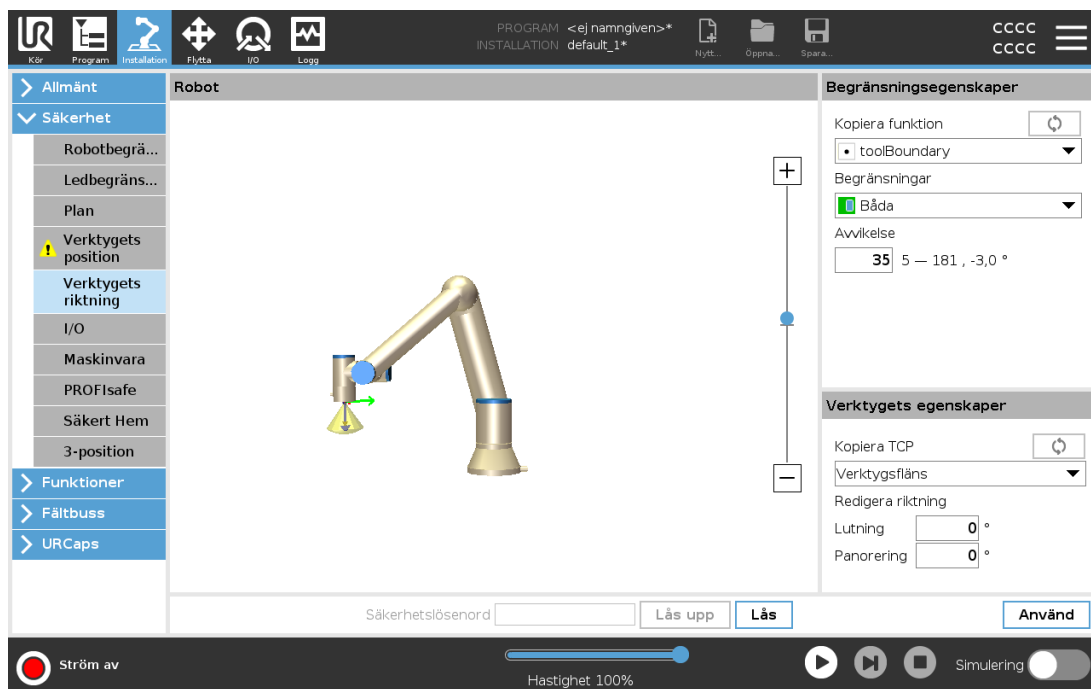 UR
PROGRAM <ej namngiven>*
INSTALLATION default_1*
CCCC
CCCC
Kör
Program
Installation
Flytta
I/O
Logg
Nytt...
Öppna...
Spara...
Allmänt
Säkerhet
Robotbegrä...
Ledbegräns...
Plan
Verktygets
position
Verktygets
riktning
I/O
Maskinvara
PROFIsafe
Säkert Hem
3-position
Funktioner
Fältbuss
URCaps
Robot
Begränsningsegenskaper
Kopiera funktion
toolBoundary
Begränsningar
Båda
Avvikelse
35 5 — 181 , -3,0 °
Verktygets egenskaper
Kopiera TCP
Verktygsfläns
Redigera riktning
Lutning 0 °
Panorering 0 °
Säkerhetslösenord
Lås upp
Lås
Använd
Ström av
Hastighet 100%
Simulering